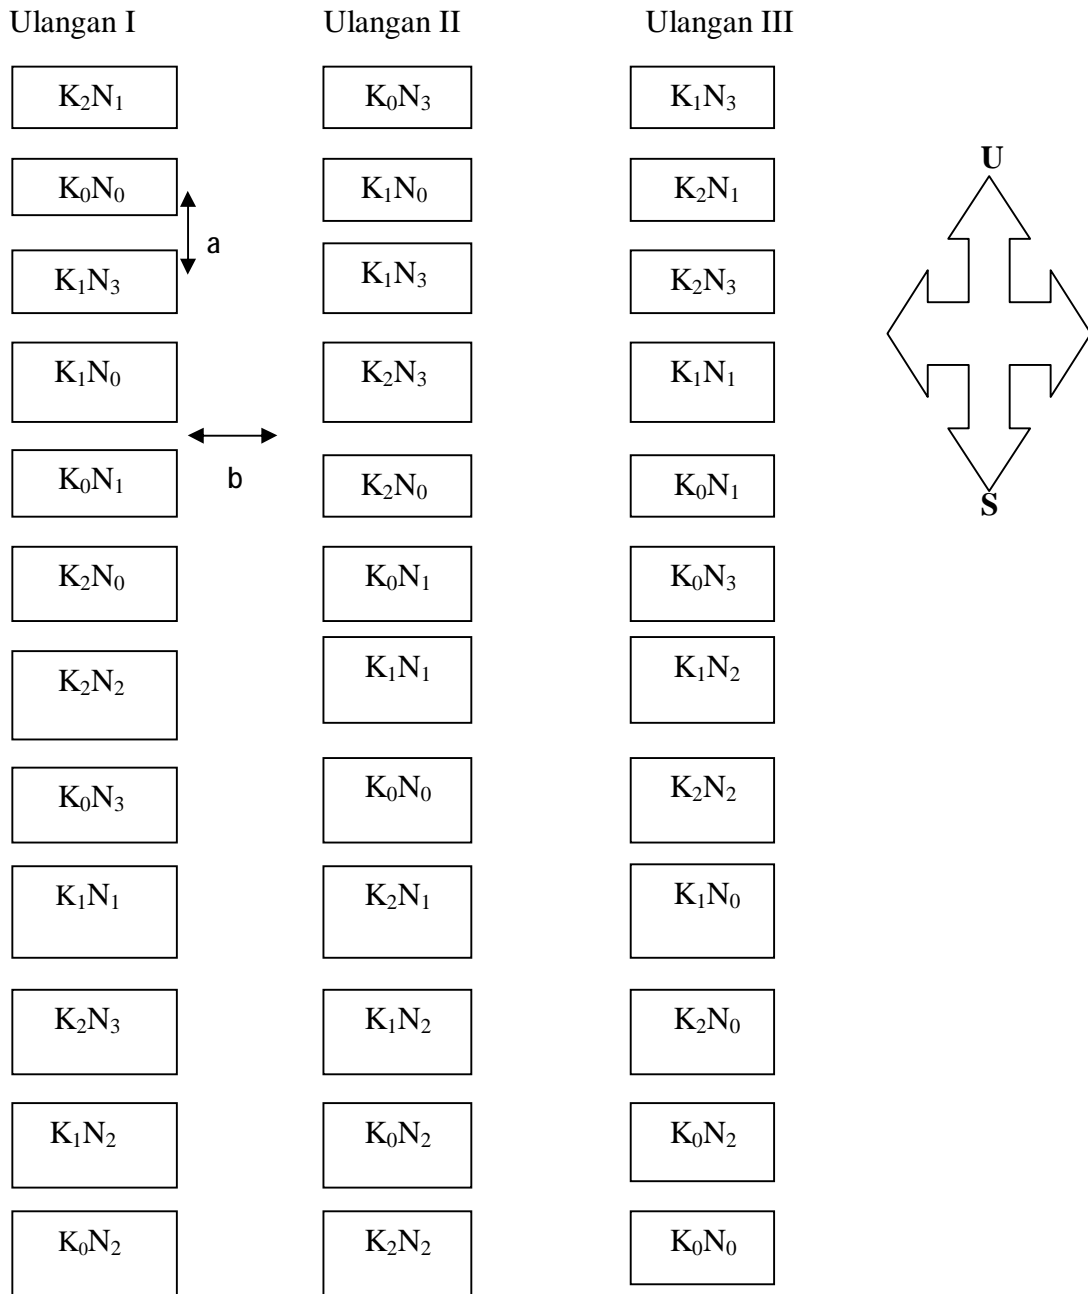 Ulangan I Ulangan II Ulangan III
K₂N₁ K₀N₃ K₁N₃
U
K₀N₀ K₁N₀ K₂N₁
a
K₁N₃ K₁N₃ K₂N₃
K₁N₀ K₂N₃ K₁N₁
b
K₀N₁ K₂N₀ K₀N₁
S
K₂N₀ K₀N₁ K₀N₃
K₂N₂ K₁N₁ K₁N₂
K₀N₃ K₀N₀ K₂N₂
K₁N₁ K₂N₁ K₁N₀
K₂N₃ K₁N₂ K₂N₀
K₁N₂ K₀N₂ K₀N₂
K₀N₂ K₂N₂ K₀N₀